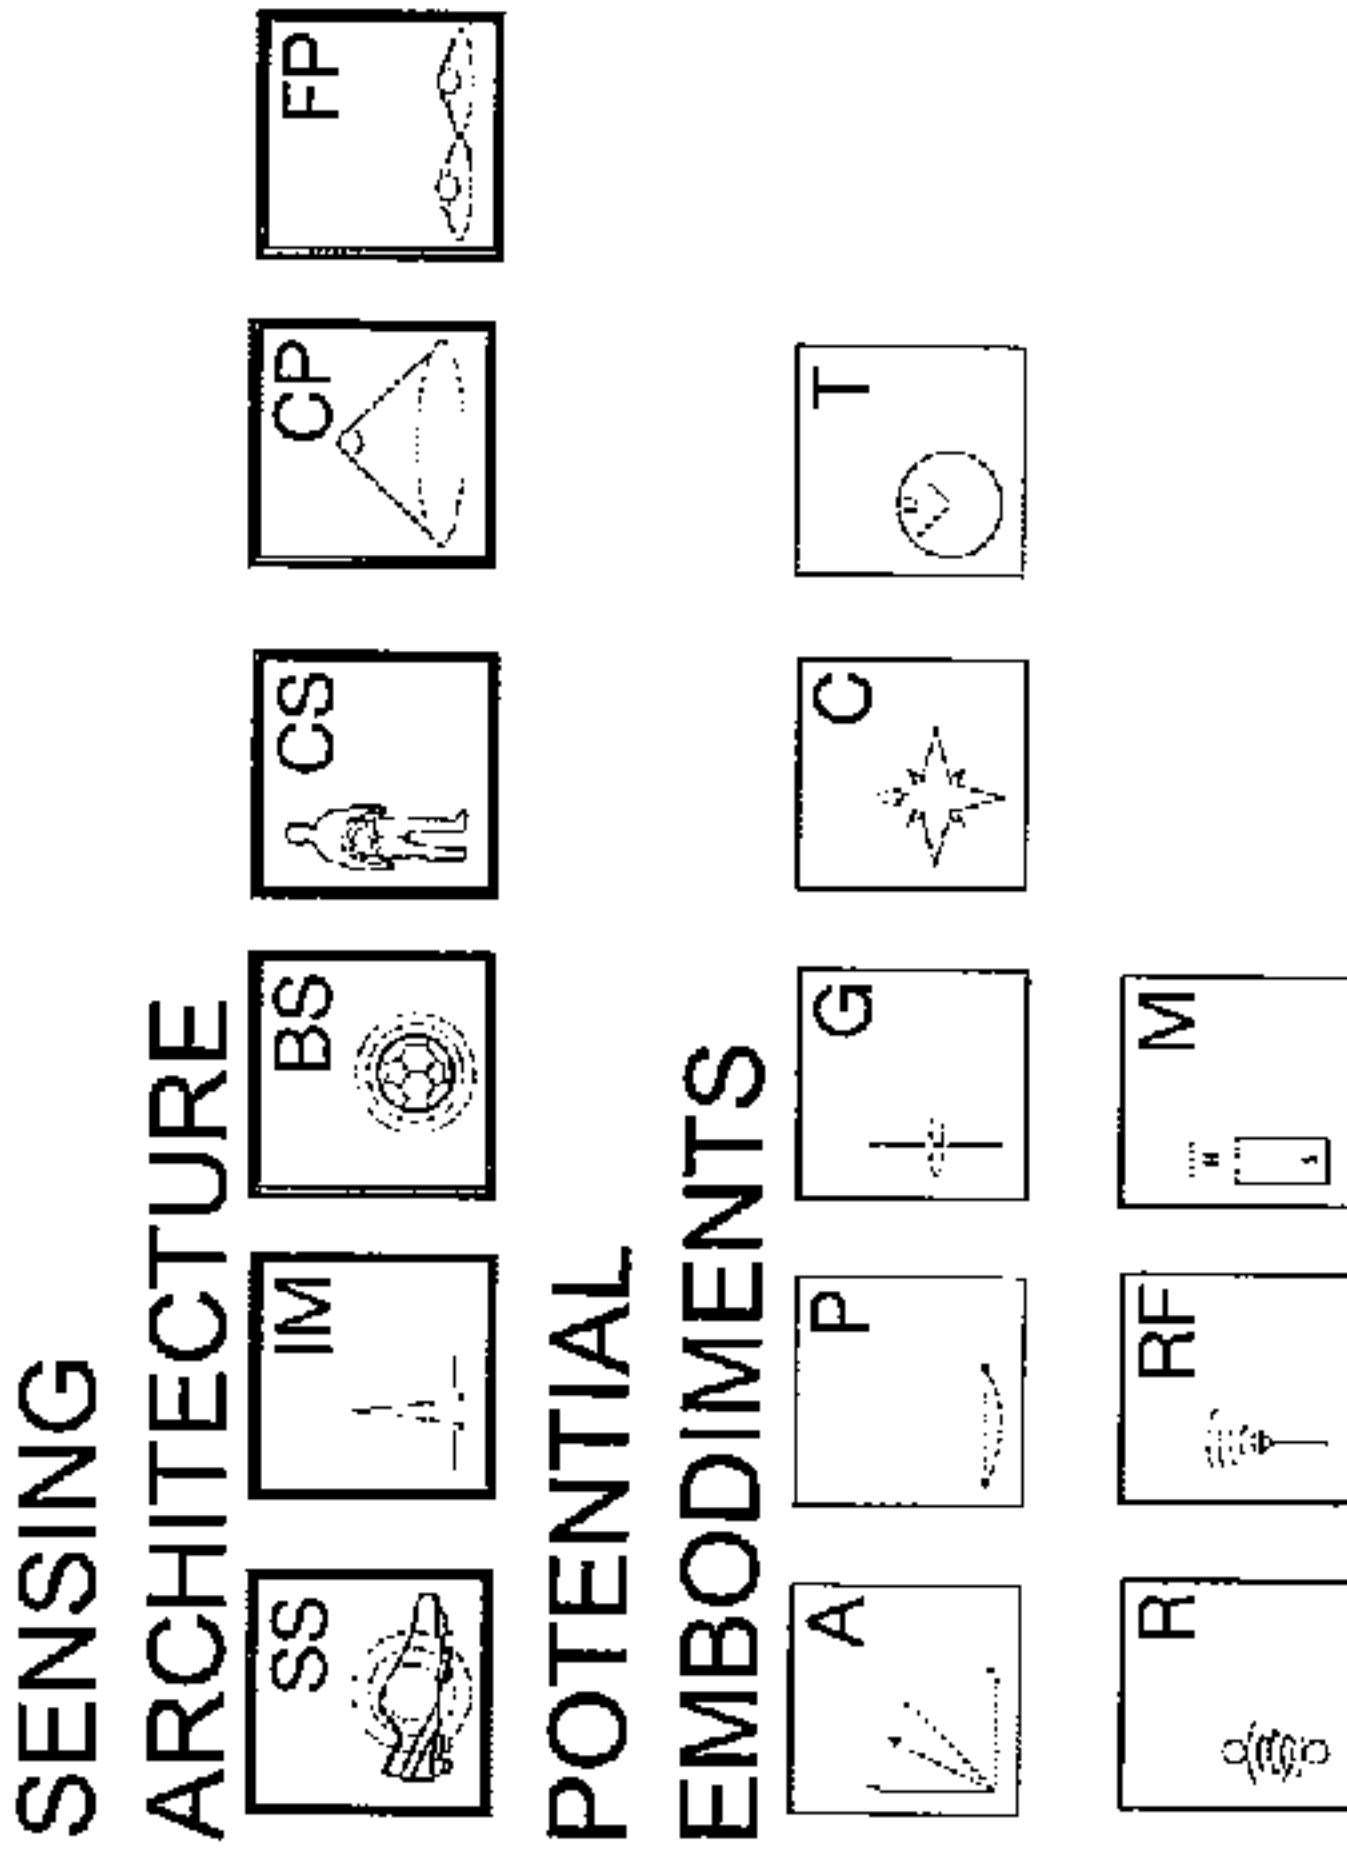 SENSING
ARCHITECTURE
SS IM BS CS CP FP
POTENTIAL
EMBODIMENTS
A P G C T
R RF M